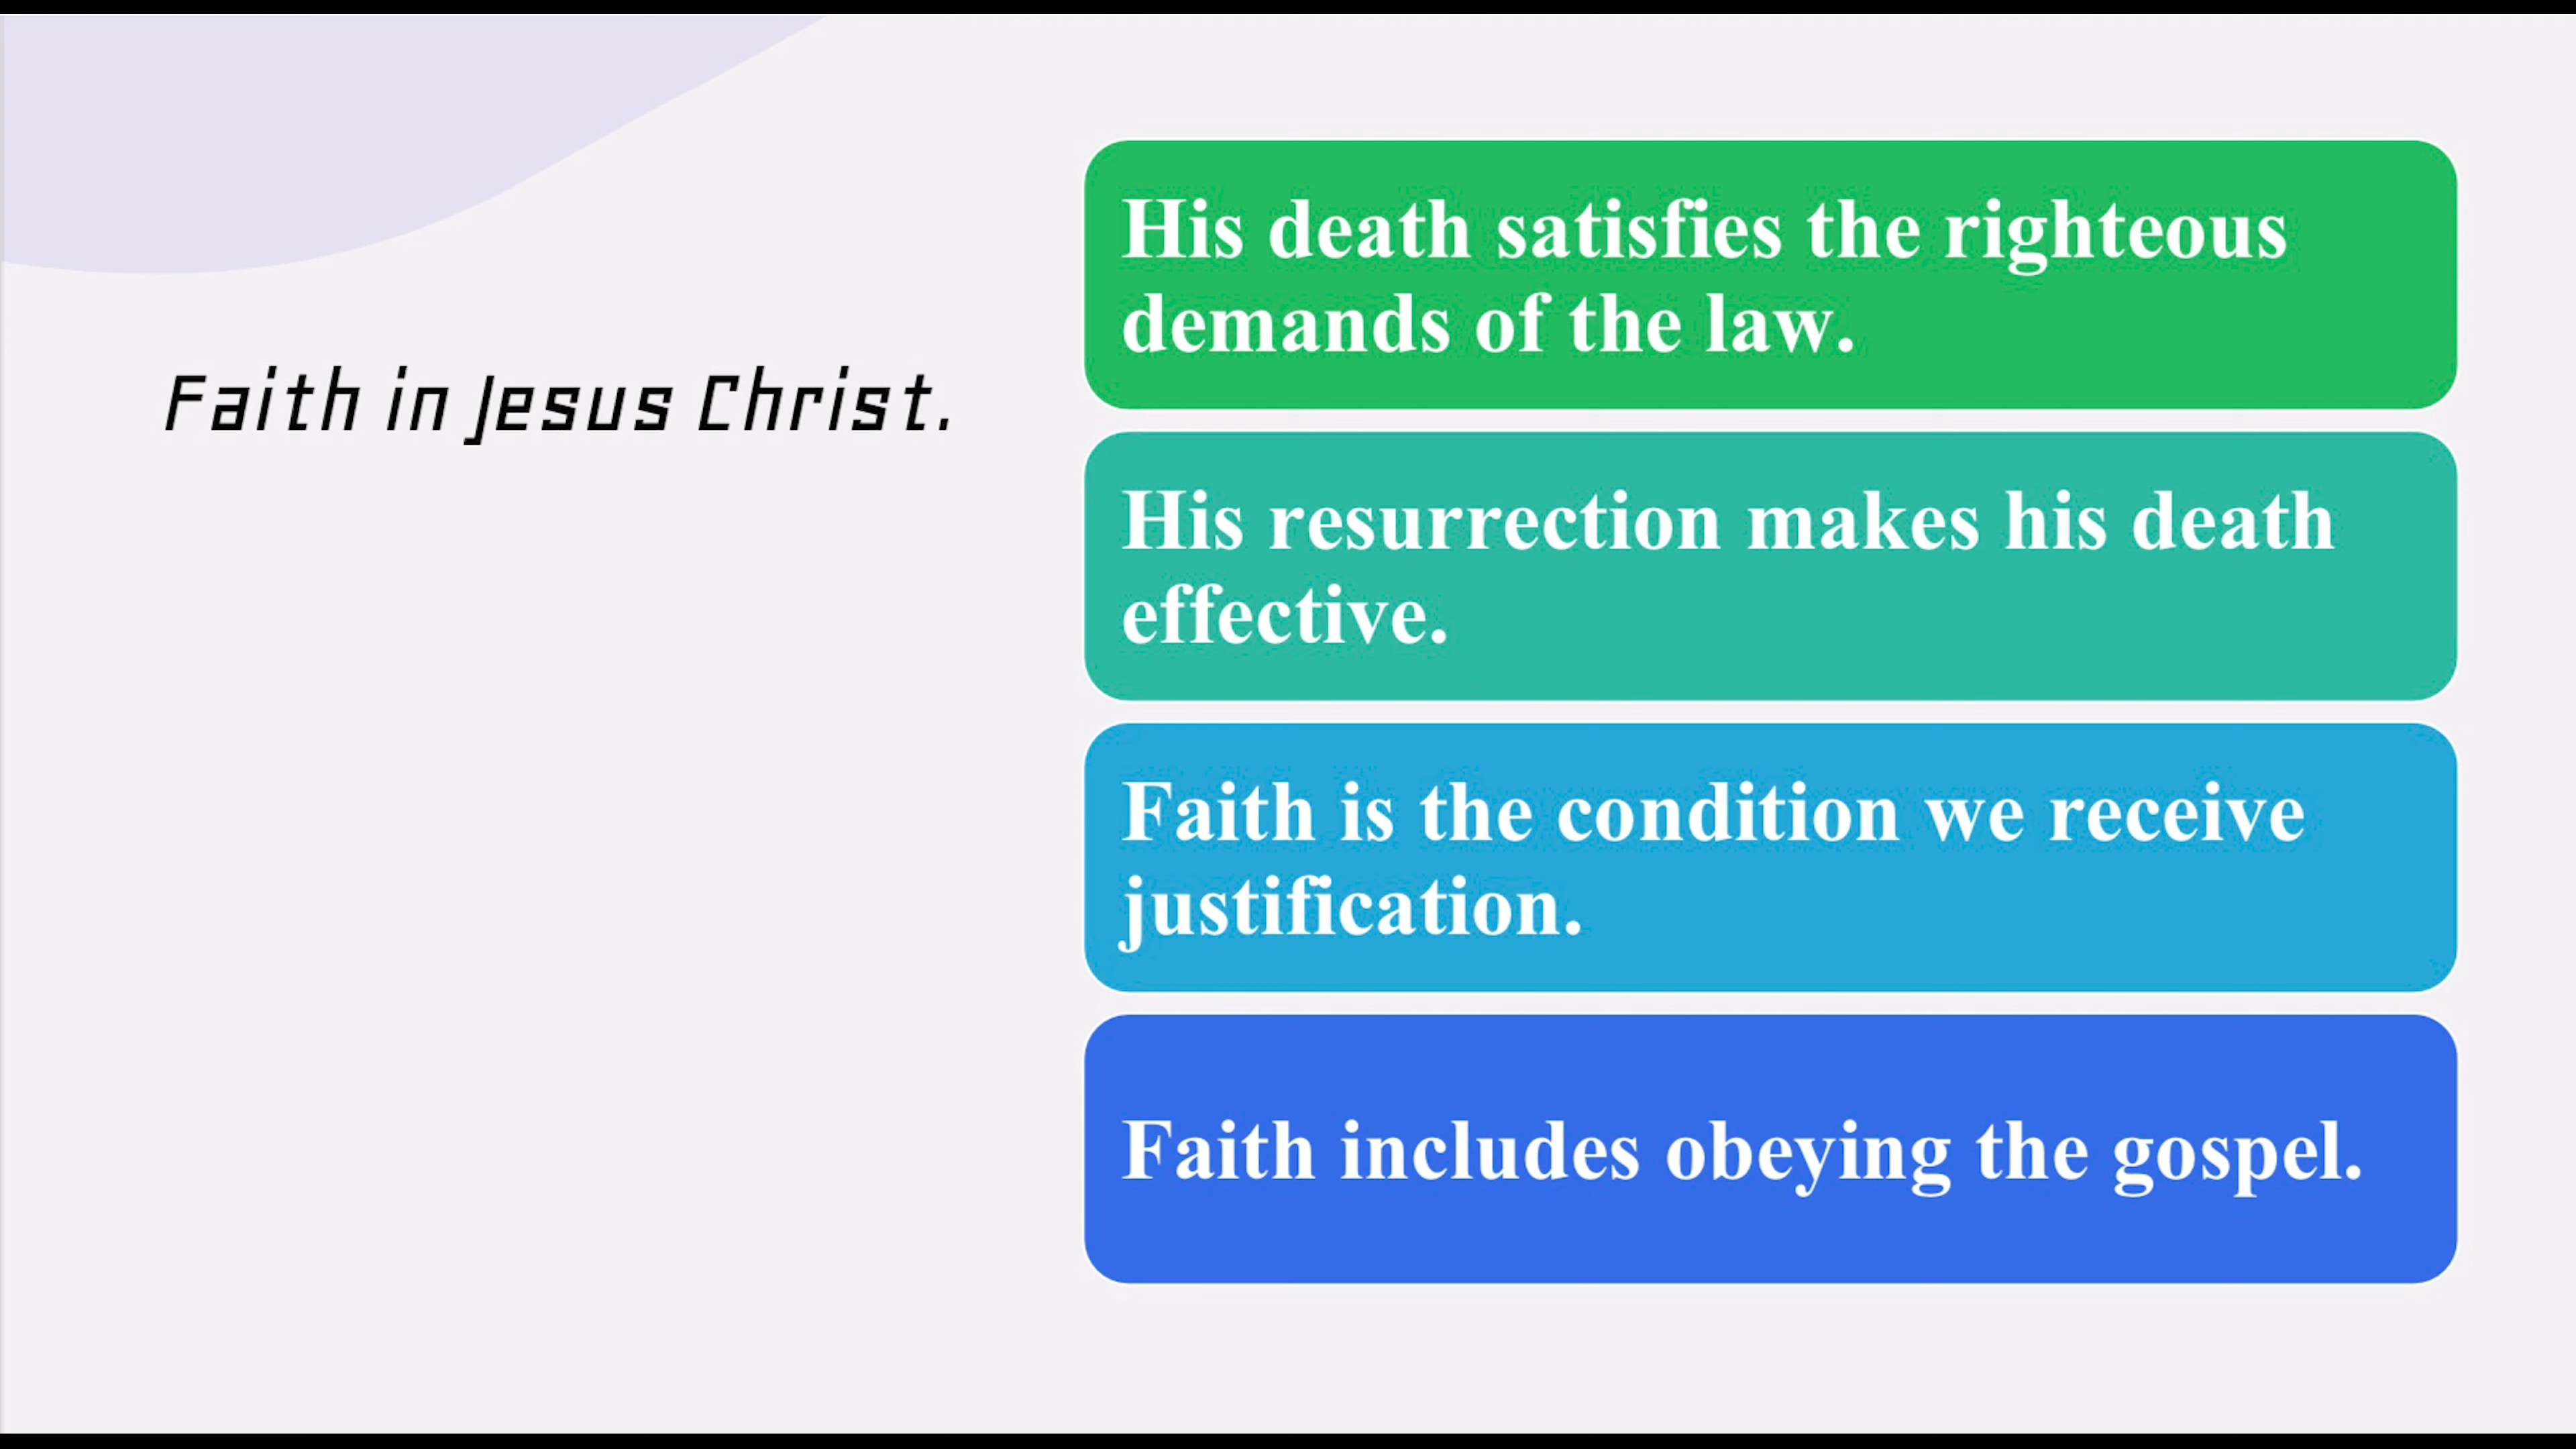 Faith in Jesus Christ.
His death satisfies the righteous
demands of the law.
His resurrection makes his death
effective.
Faith is the condition we receive
justification.
Faith includes obeying the gospel.